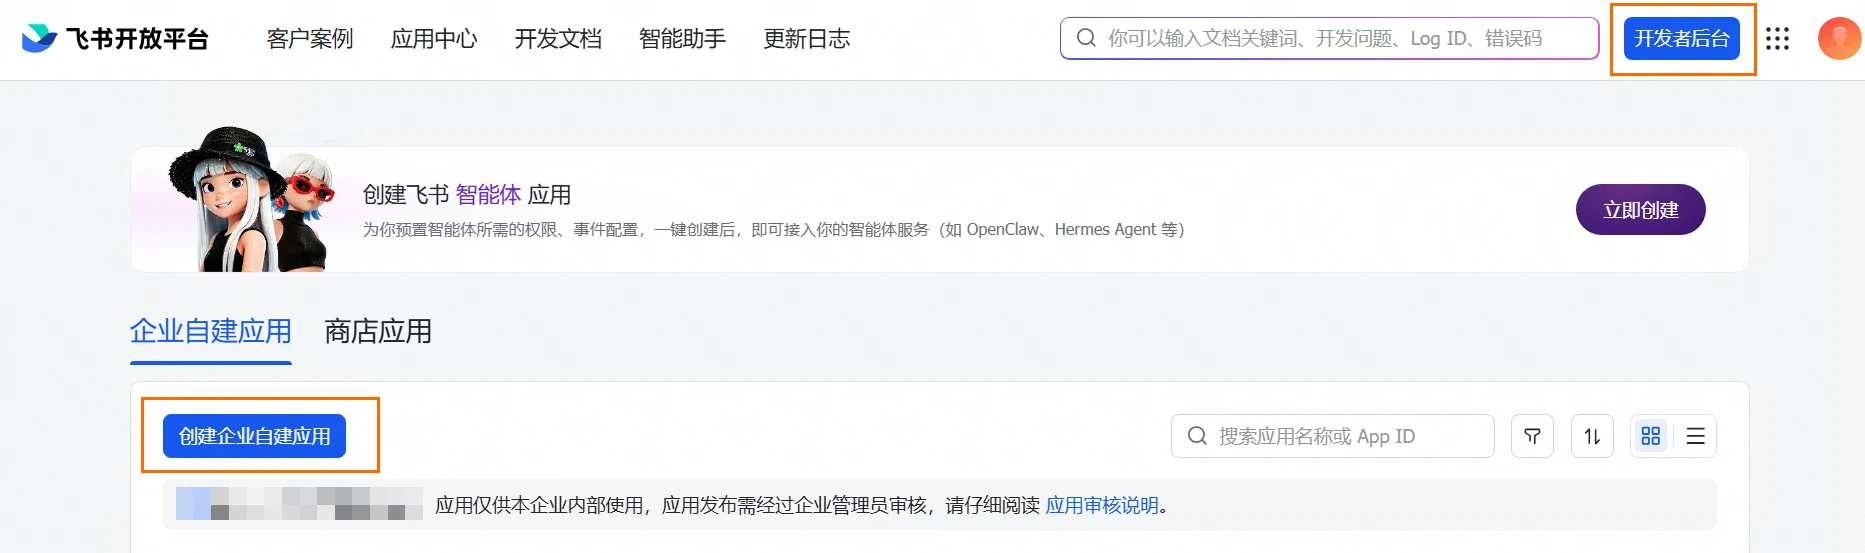 飞书开放平台 客户案例 应用中心 开发文档 智能助手 更新日志 你可以输入文档关键词、开发问题、Log ID、错误码 开发者后台
创建飞书 智能体 应用
为你预置智能体所需的权限、事件配置，一键创建后，即可接入你的智能体服务（如 OpenClaw、Hermes Agent 等）
立即创建
企业自建应用 商店应用
创建企业自建应用 搜索应用名称或 App ID
应用仅供本企业内部使用，应用发布需经过企业管理员审核，请仔细阅读 应用审核说明。